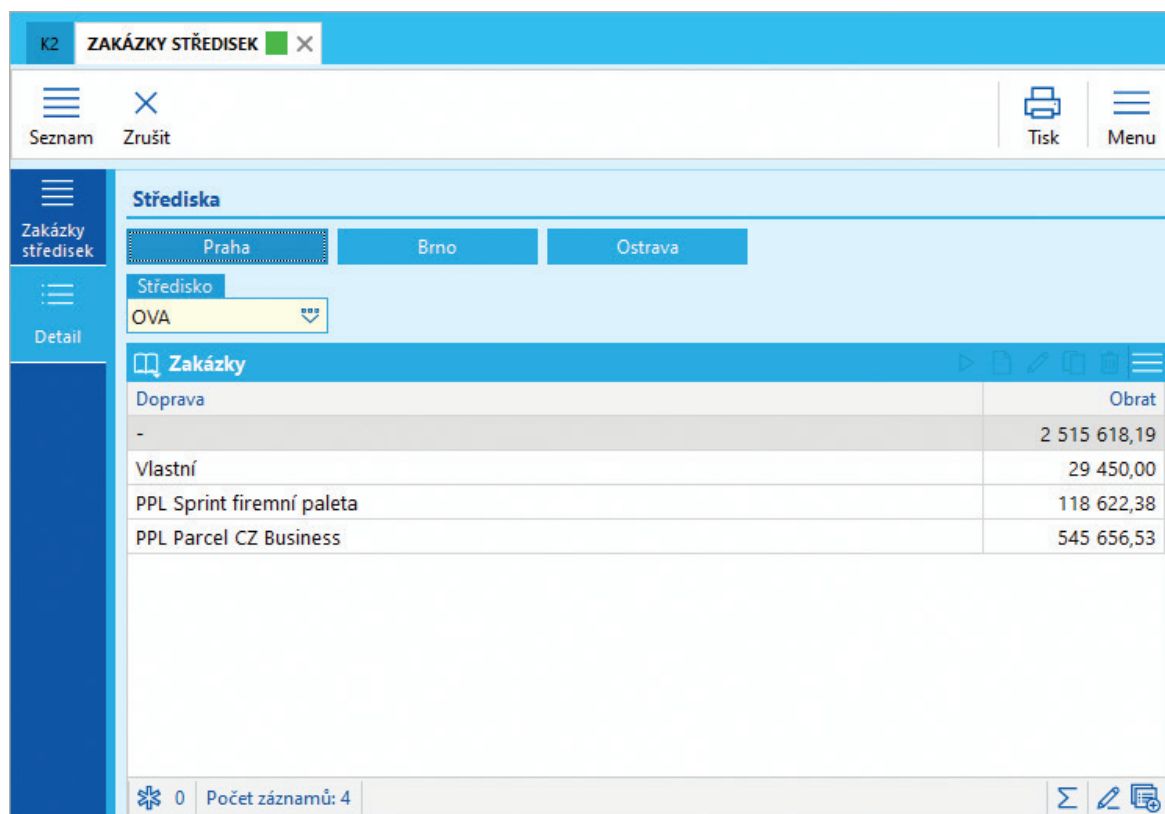 K2 ZAKÁZKY STŘEDISEK
Seznam Zrušit Tisk Menu
Zakázky
středisek
Detail
Střediska
Praha Brno Ostrava
Středisko
OVA
Zakázky
Doprava Obrat
- 2 515 618,19
Vlastní 29 450,00
PPL Sprint firemní paleta 118 622,38
PPL Parcel CZ Business 545 656,53
0 Počet záznamů: 4